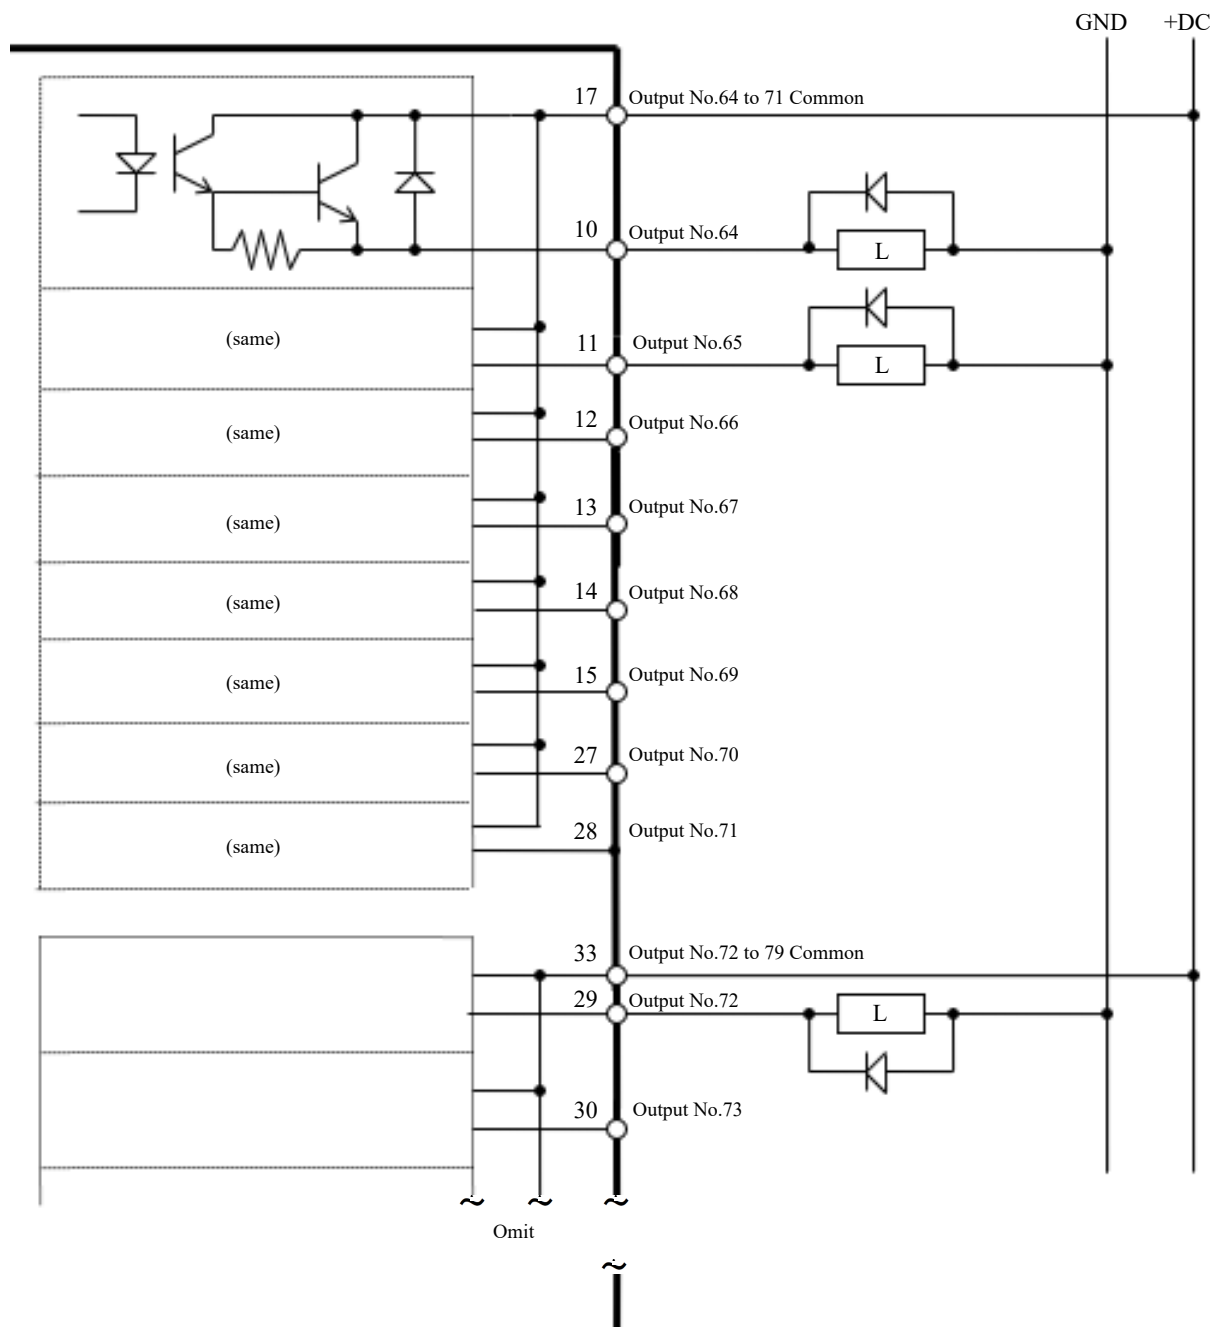 GND +DC
17 Output No.64 to 71 Common
10 Output No.64
L
(same)
11 Output No.65
L
(same)
12 Output No.66
(same)
13 Output No.67
(same)
14 Output No.68
(same)
15 Output No.69
(same)
27 Output No.70
(same)
28 Output No.71
33 Output No.72 to 79 Common
29 Output No.72
L
30 Output No.73
Omit